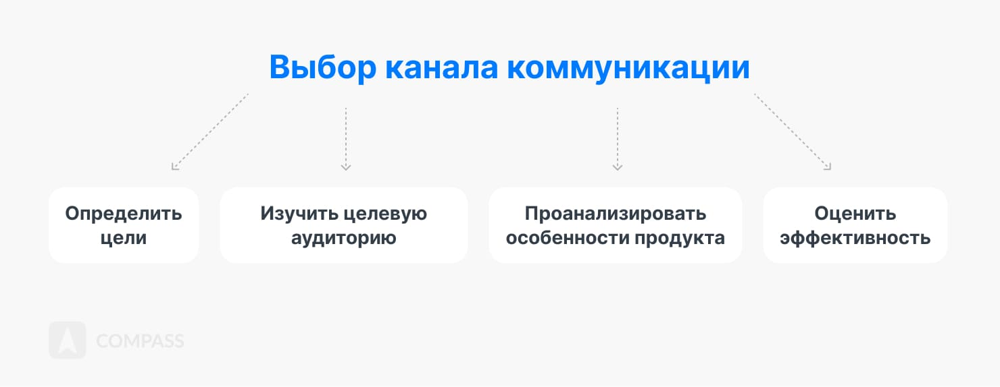 Выбор канала коммуникации
Определить
цели
Изучить целевую
аудиторию
Проанализировать
особенности продукта
Оценить
эффективность
COMPASS